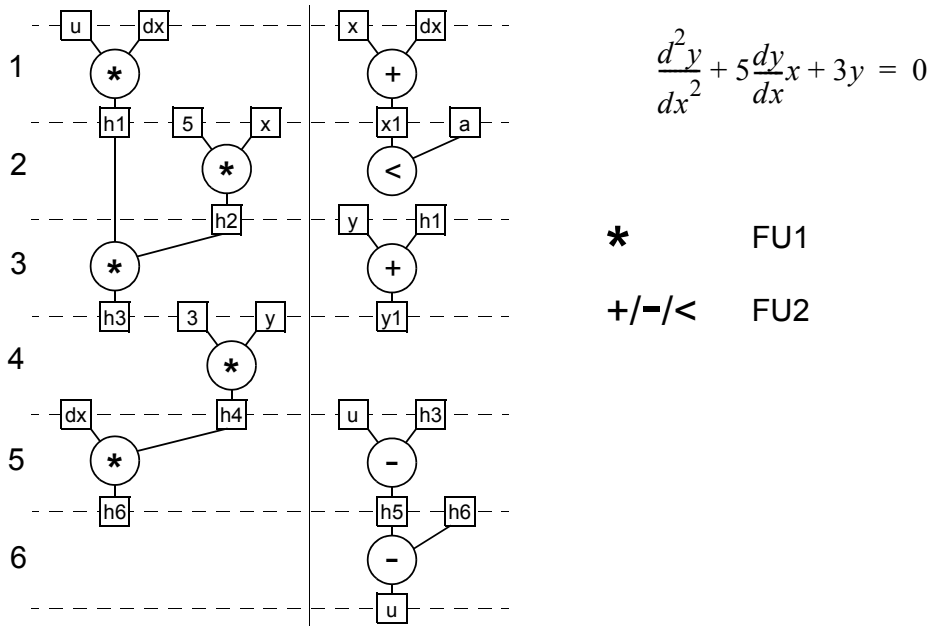 u dx x dx
1 * +
h1 5 x x1 a
2 * <
h2 y h1
3 * +
h3 3 y y1
4 *
dx h4 u h3
5 * -
h6 h5 h6
6 -
u
d²y/dx² + 5 dy/dx x + 3y = 0
* FU1
+/-/< FU2